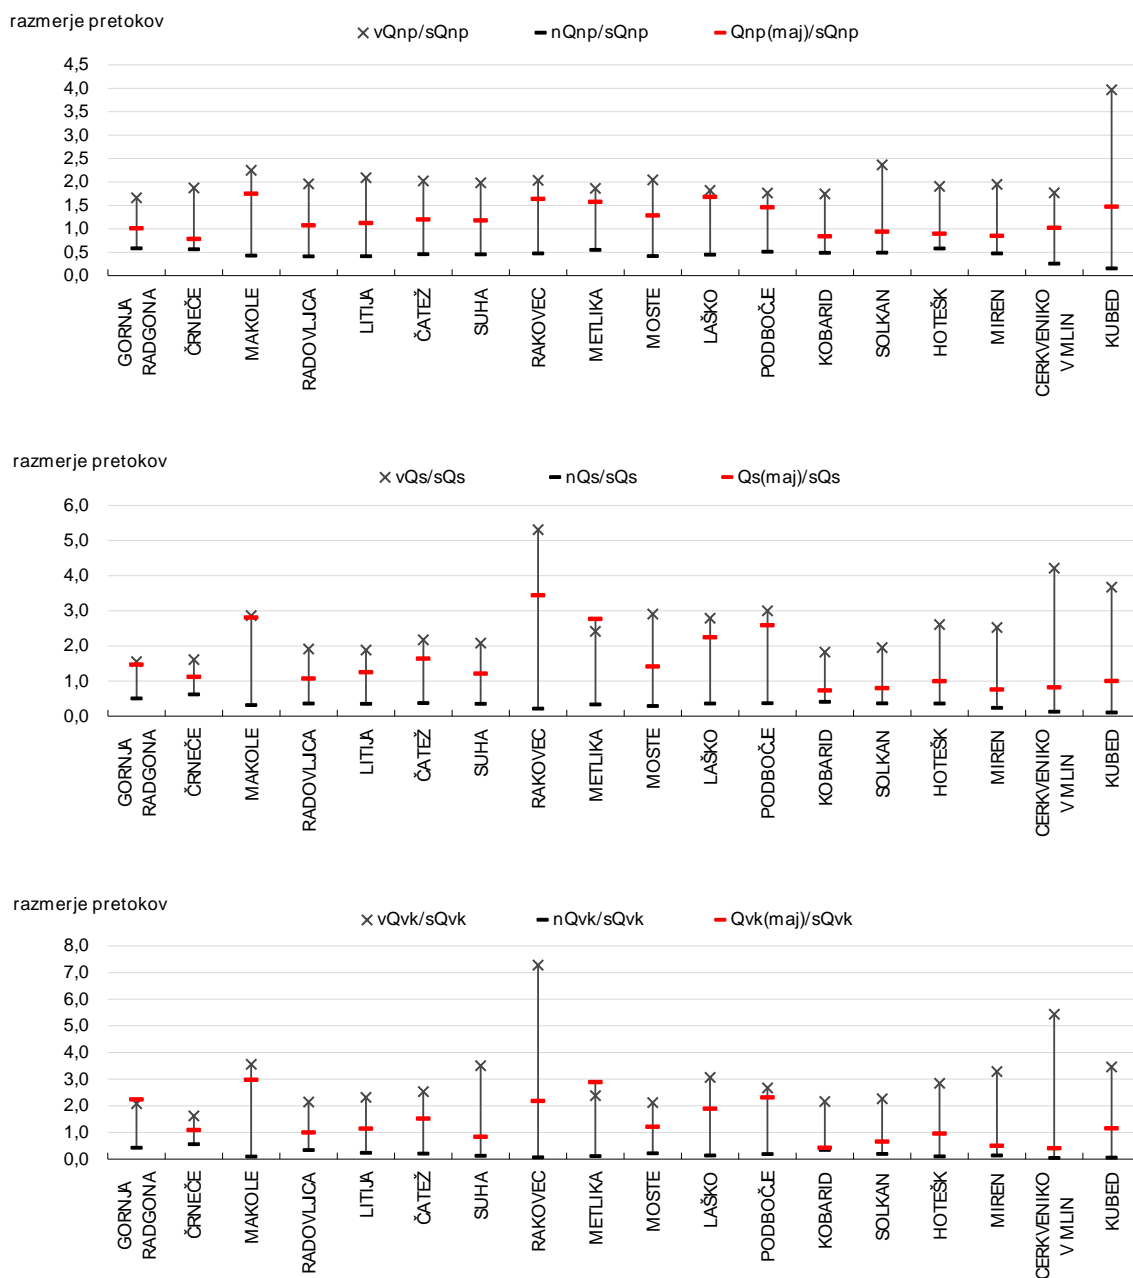 razmerje pretokov
vQnp/sQnp nQnp/sQnp Qnp(maj)/sQnp
4,5
4,0
3,5
3,0
2,5
2,0
1,5
1,0
0,5
0,0
GORNJA
RADGONA
ČRNEČE
MAKOLE
RADOVLJICA
LITIJA
ČATEŽ
SUHA
RAKOVEC
METLIKA
MOSTE
LAŠKO
PODBOČJE
KOBARID
SOLKAN
HOTEŠK
MIREN
CERKVENIKO
V MLIN
KUBED
razmerje pretokov
vQs/sQs nQs/sQs Qs(maj)/sQs
6,0
5,0
4,0
3,0
2,0
1,0
0,0
GORNJA
RADGONA
ČRNEČE
MAKOLE
RADOVLJICA
LITIJA
ČATEŽ
SUHA
RAKOVEC
METLIKA
MOSTE
LAŠKO
PODBOČJE
KOBARID
SOLKAN
HOTEŠK
MIREN
CERKVENIKO
V MLIN
KUBED
razmerje pretokov
vQvk/sQvk nQvk/sQvk Qvk(maj)/sQvk
8,0
7,0
6,0
5,0
4,0
3,0
2,0
1,0
0,0
GORNJA
RADGONA
ČRNEČE
MAKOLE
RADOVLJICA
LITIJA
ČATEŽ
SUHA
RAKOVEC
METLIKA
MOSTE
LAŠKO
PODBOČJE
KOBARID
SOLKAN
HOTEŠK
MIREN
CERKVENIKO
V MLIN
KUBED